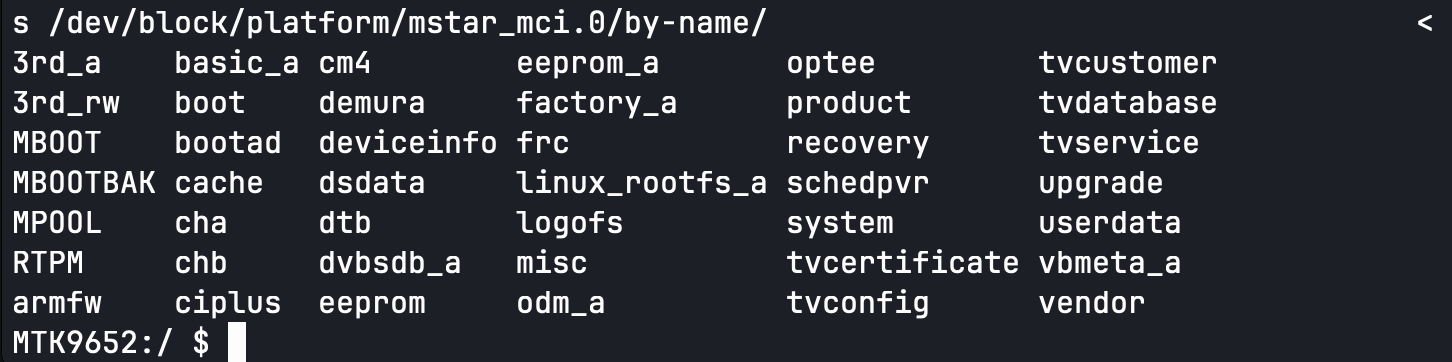 s /dev/block/platform/mstar_mci.0/by-name/ <
3rd_a basic_a cm4 eeprom_a optee tvcustomer
3rd_rw boot demura factory_a product tvdatabase
MBOOT bootad deviceinfo frc recovery tvservice
MBOOTBAK cache dsdata linux_rootfs_a schedpvr upgrade
MPOOL cha dtb logofs system userdata
RTPM chb dvbsdb_a misc tvcertificate vbmeta_a
armfw ciplus eeprom odm_a tvconfig vendor
MTK9652:/ $